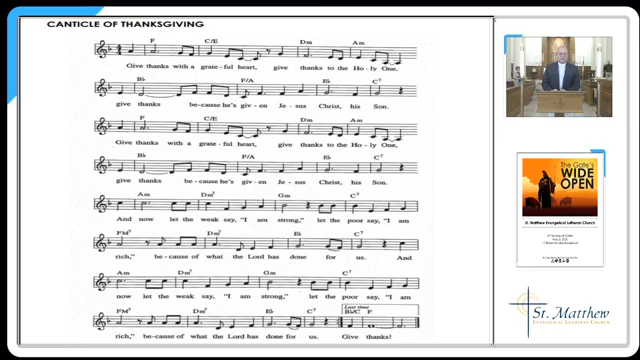 CANTICLE OF THANKSGIVING
F C/E Dm Am
Give thanks with a grate - ful heart, give thanks to the Ho - ly One,
B♭ F/A E♭ C7
give thanks be - cause he's giv - en Je - sus Christ, his Son.
F C/E Dm Am
Give thanks with a grate - ful heart, give thanks to the Ho - ly One,
B♭ F/A E♭ C7
give thanks be - cause he's giv - en Je - sus Christ, his Son.
Am Dm7 Gm C7
And now let the weak say, "I am strong," let the poor say, "I am
FM7 Dm7 E♭ C7
rich," be - cause of what the Lord has done for us. And
Am Dm7 Gm C7
now let the weak say, "I am strong," let the poor say, "I am
FM7 Dm7 E♭ C7 Last time B♭/C F
rich," be - cause of what the Lord has done for us. Give thanks!
The Gate's
WIDE
OPEN
St. Matthew Evangelical Lutheran Church
St. Matthew
EVANGELICAL LUTHERAN CHURCH